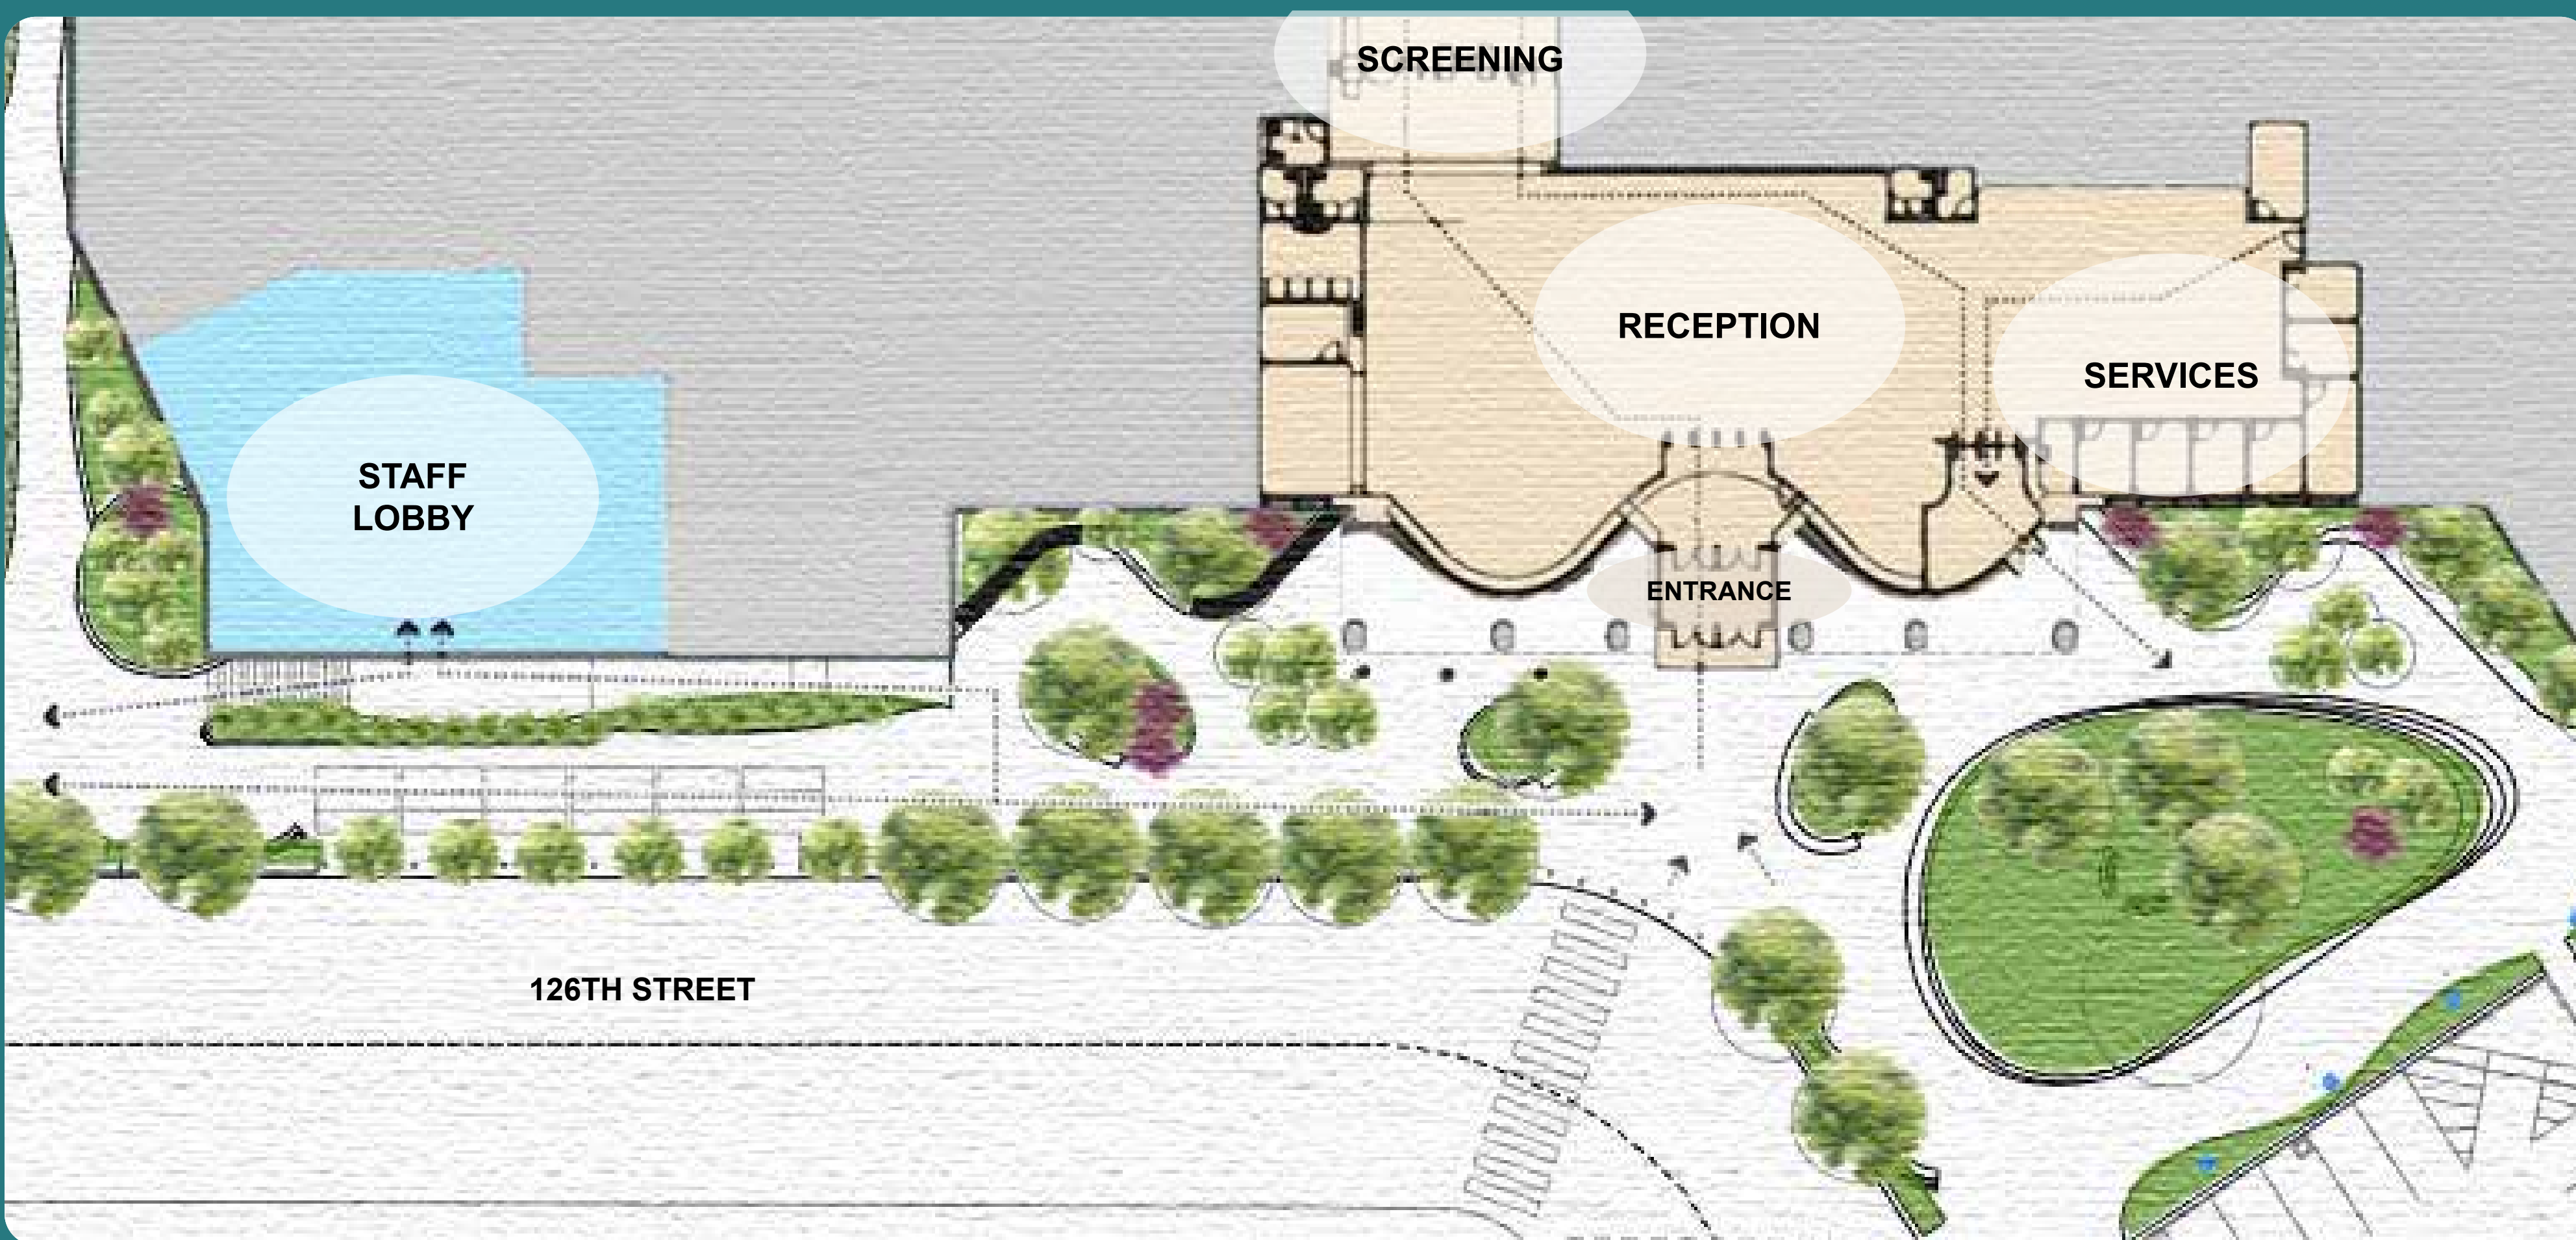 SCREENING
RECEPTION
SERVICES
STAFF
LOBBY
ENTRANCE
126TH STREET